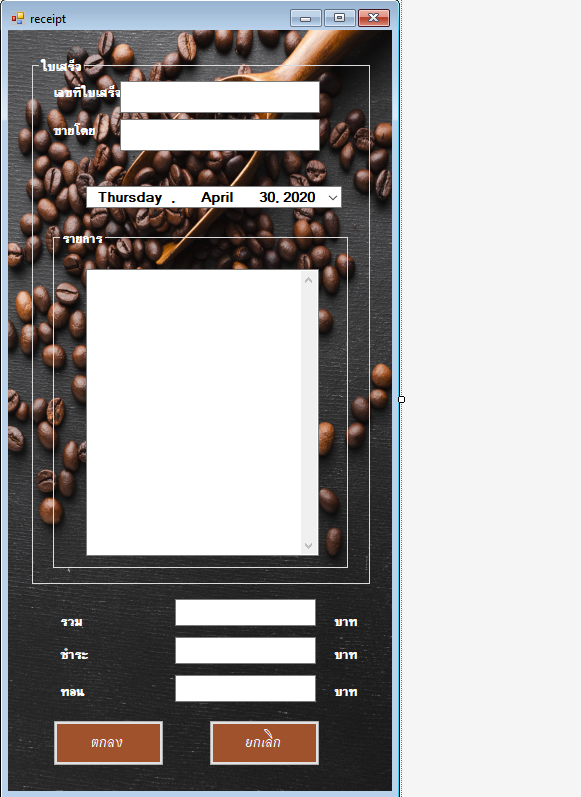 receipt
ใบเสร็จ
เลขที่ใบเสร็จ
ขายโดย
Thursday , April 30, 2020
รายการ
รวม บาท
ชำระ บาท
ทอน บาท
ตกลง ยกเลิก